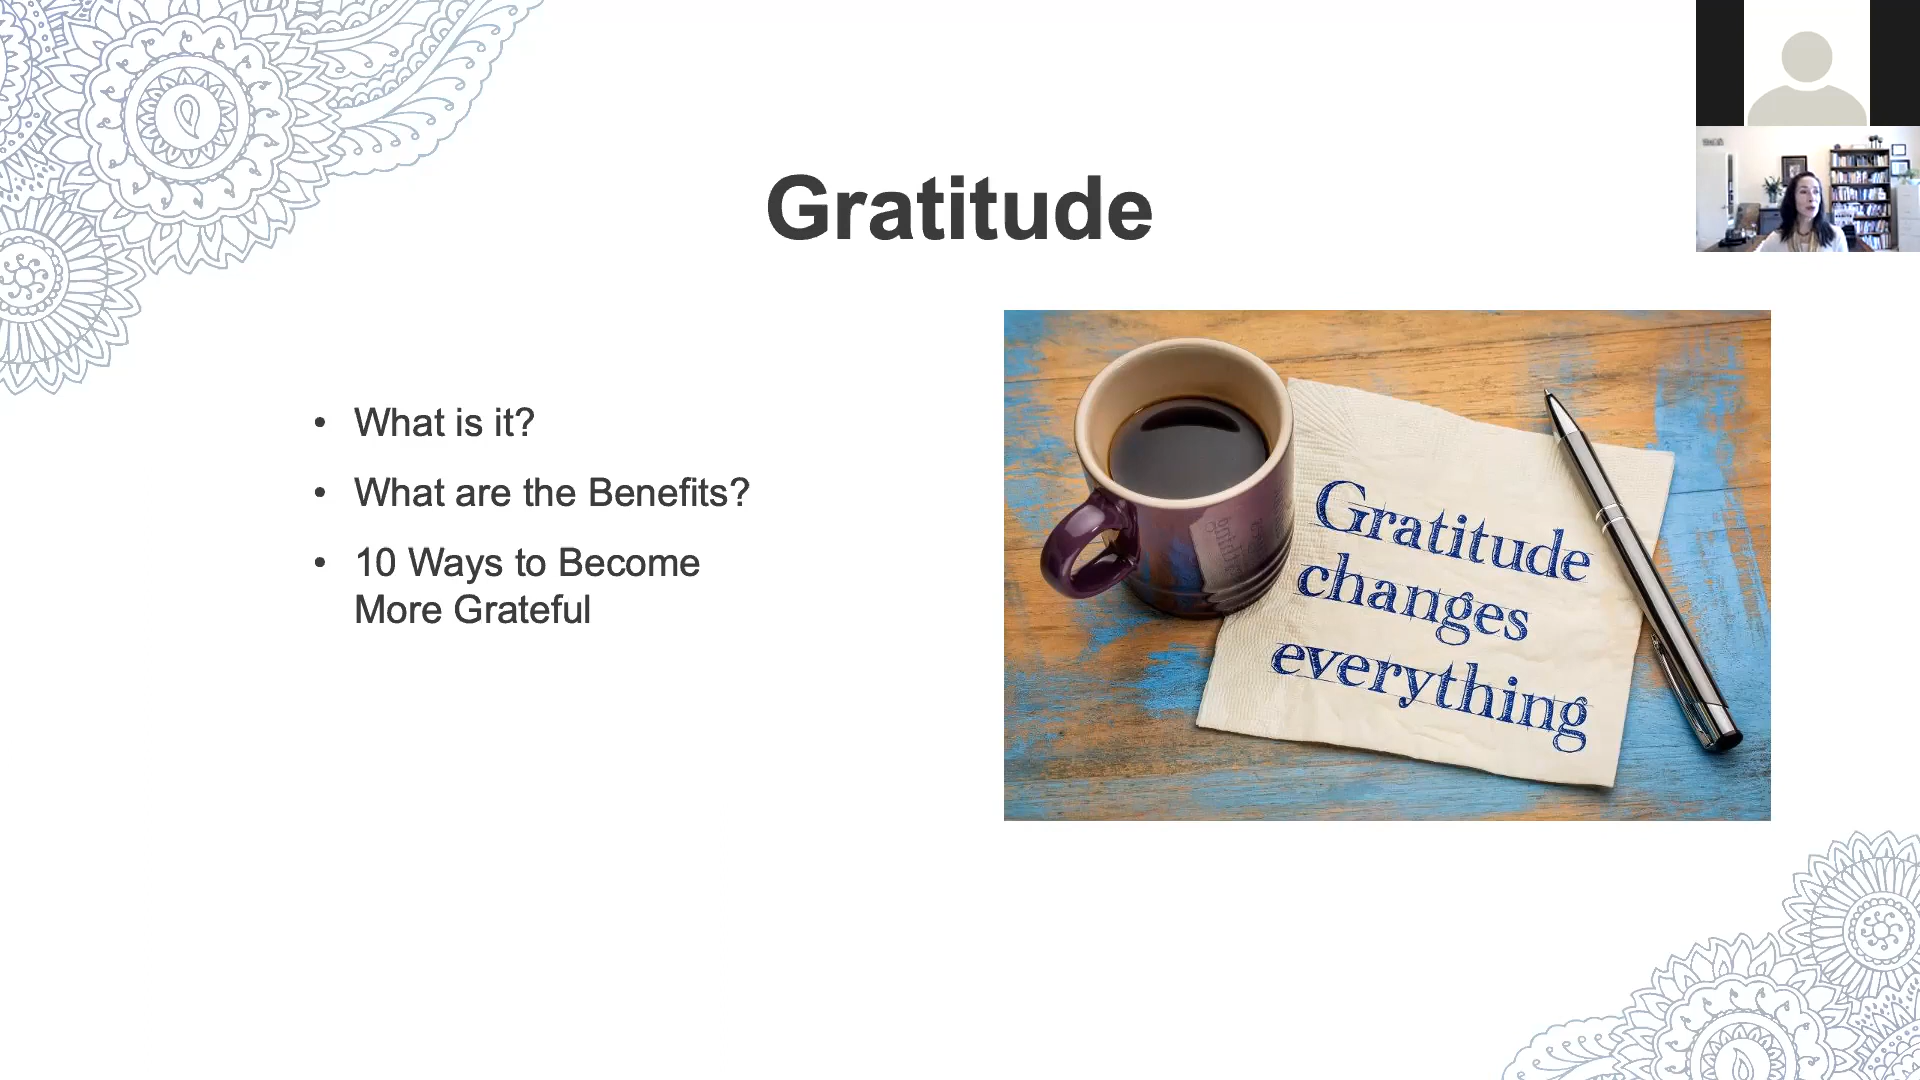 Gratitude
• What is it?
• What are the Benefits?
• 10 Ways to Become
More Grateful
Gratitude
changes
everything